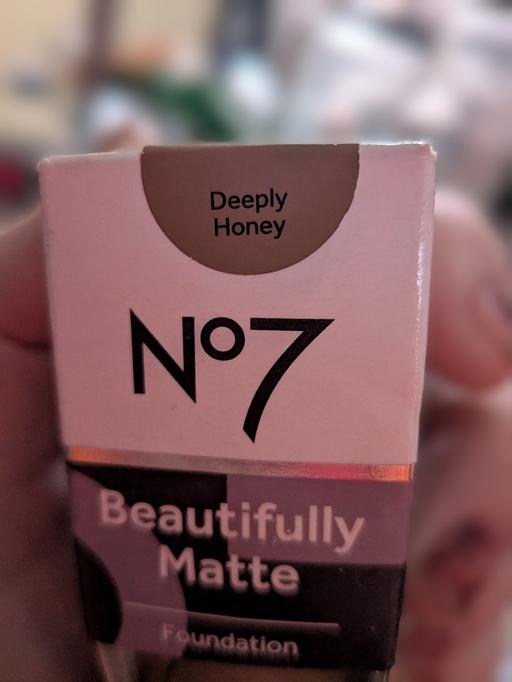 Deeply
Honey
Nº7
Beautifully
Matte
Foundation